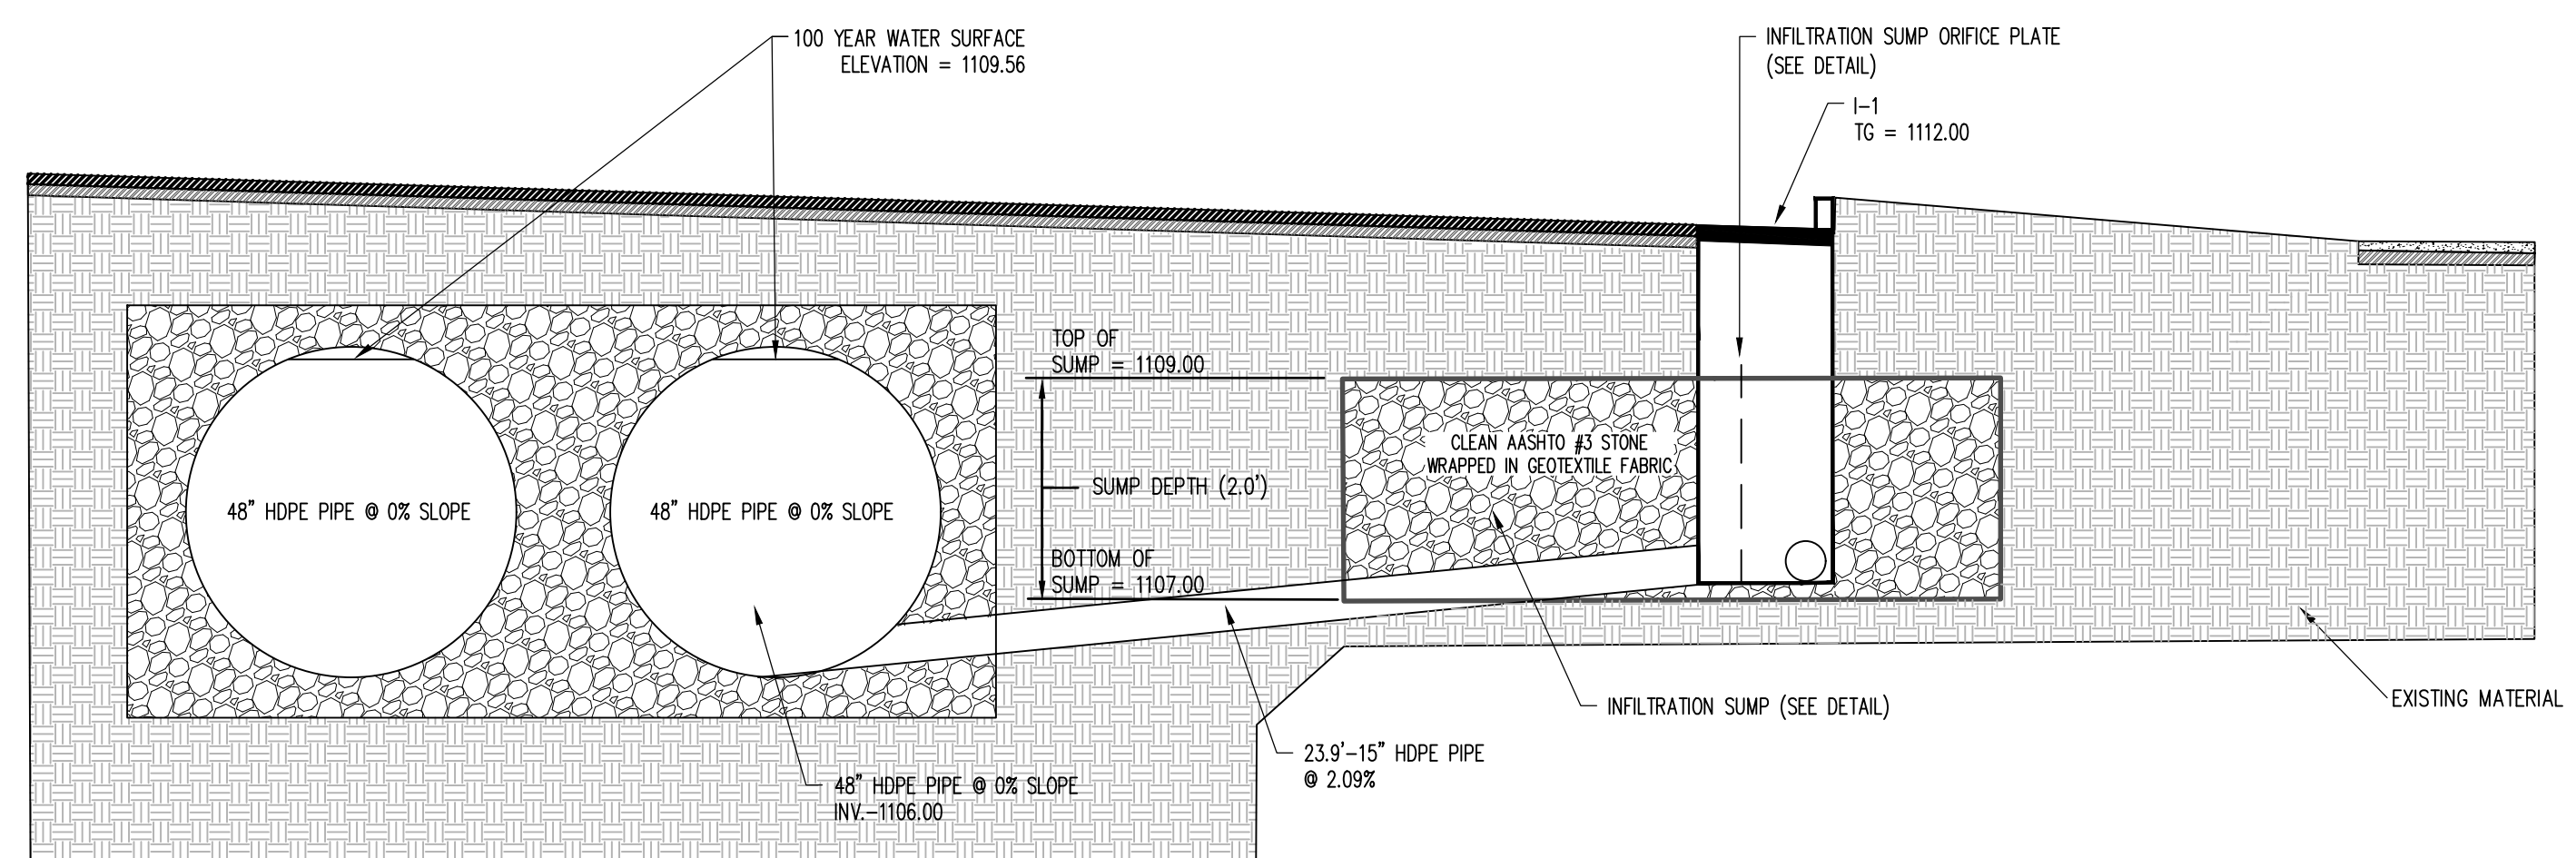 100 YEAR WATER SURFACE
ELEVATION = 1109.56
INFILTRATION SUMP ORIFICE PLATE
(SEE DETAIL)
I-1
TG = 1112.00
TOP OF
SUMP = 1109.00
CLEAN AASHTO #3 STONE
WRAPPED IN GEOTEXTILE FABRIC
SUMP DEPTH (2.0')
48" HDPE PIPE @ 0% SLOPE
48" HDPE PIPE @ 0% SLOPE
BOTTOM OF
SUMP = 1107.00
INFILTRATION SUMP (SEE DETAIL)
EXISTING MATERIAL
23.9'-15" HDPE PIPE
@ 2.09%
48" HDPE PIPE @ 0% SLOPE
INV.-1106.00